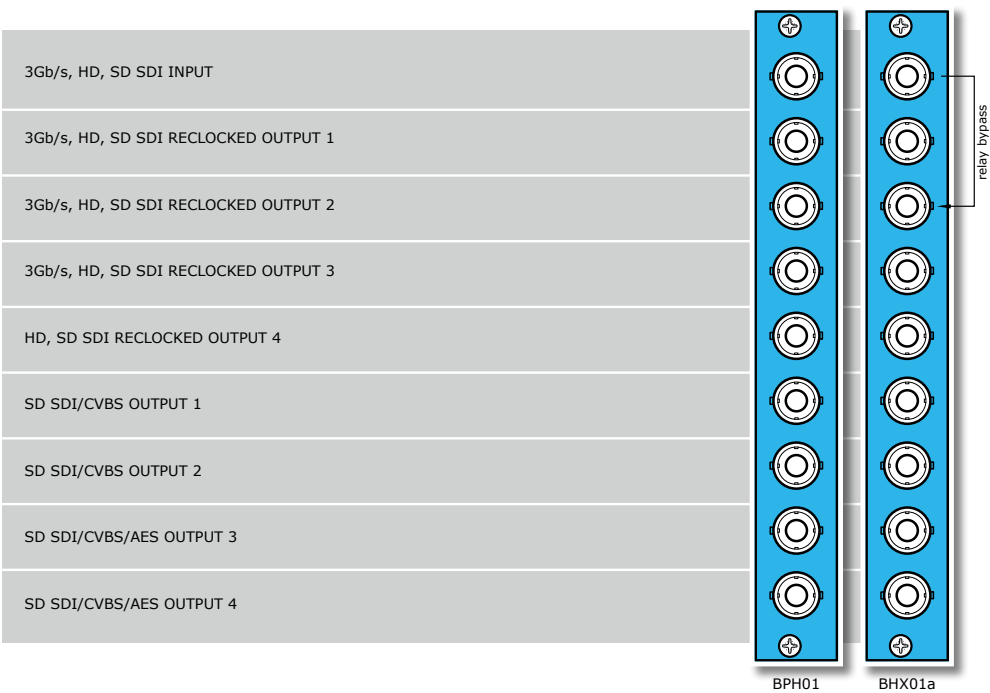 3Gb/s, HD, SD SDI INPUT
3Gb/s, HD, SD SDI RECLOCKED OUTPUT 1
3Gb/s, HD, SD SDI RECLOCKED OUTPUT 2
3Gb/s, HD, SD SDI RECLOCKED OUTPUT 3
HD, SD SDI RECLOCKED OUTPUT 4
SD SDI/CVBS OUTPUT 1
SD SDI/CVBS OUTPUT 2
SD SDI/CVBS/AES OUTPUT 3
SD SDI/CVBS/AES OUTPUT 4
relay bypass
BPH01
BHX01a